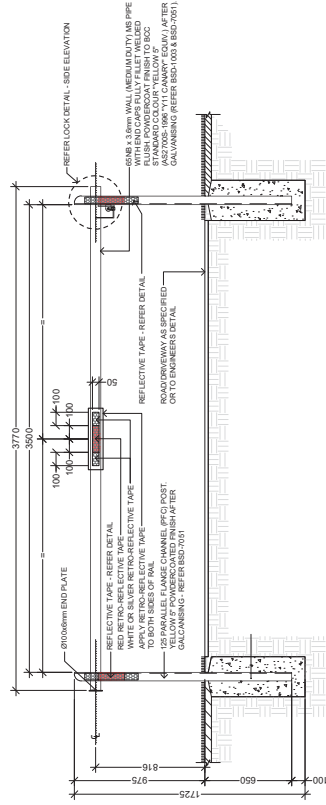 3770
3500
=
=
REFER LOCK DETAIL - SIDE ELEVATION
Ø100x6mm END PLATE
100
100
100
100
50
65NB x 3.6mm WALL (MEDIUM DUTY) MS PIPE
WITH END CAPS FULLY FILLET WELDED
FLUSH. POWDERCOAT FINISH TO BCC
STANDARD COLOUR "YELLOW 5"
(AS2700S-1996 "Y11 CANARY" EQUIV.) AFTER
GALVANISING (REFER BSD-1003 & BSD-7051).
REFLECTIVE TAPE - REFER DETAIL
RED RETRO-REFLECTIVE TAPE
WHITE OR SILVER RETRO-REFLECTIVE TAPE
APPLY RETRO-REFLECTIVE TAPE
TO BOTH SIDES OF RAIL
125 PARALLEL FLANGE CHANNEL (PFC) POST.
YELLOW 5" POWDERCOATED FINISH AFTER
GALCANISING - REFER BSD-7051
REFLECTIVE TAPE - REFER DETAIL
ROAD/DRIVEWAY AS SPECIFIED
OR TO ENGINEERS DETAIL
816
975
650
100
1725